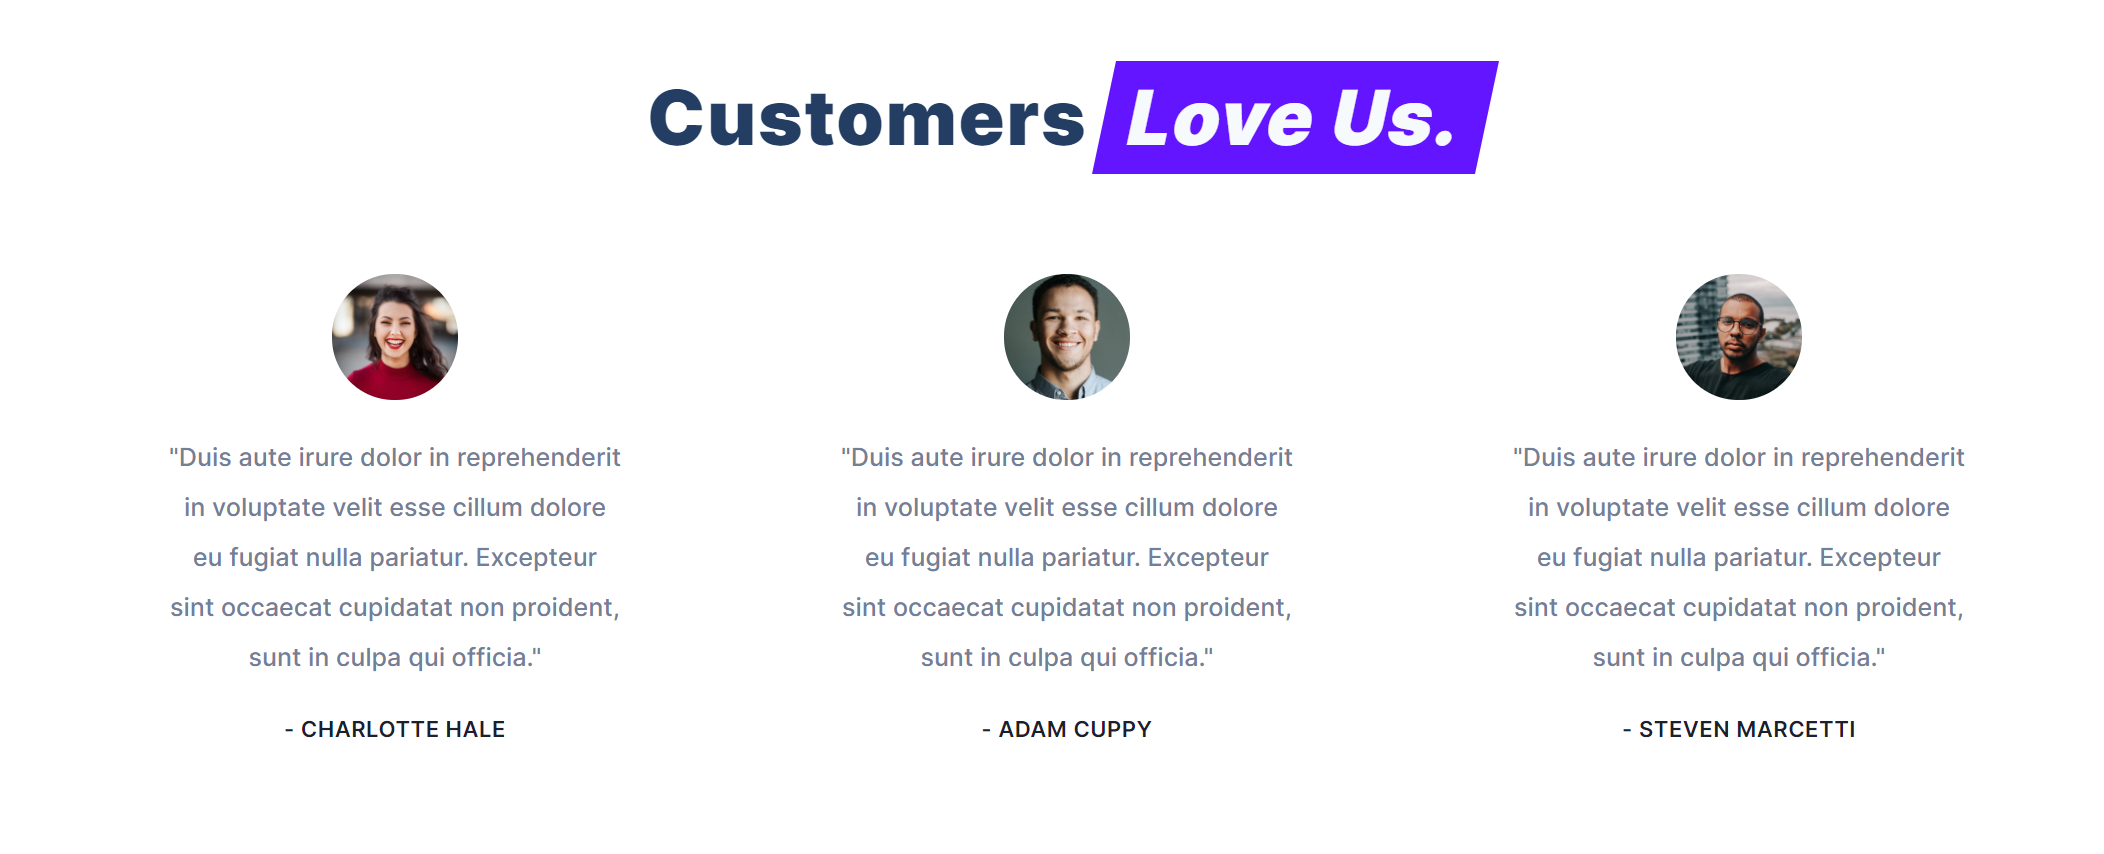 Customers Love Us.
"Duis aute irure dolor in reprehenderit
in voluptate velit esse cillum dolore
eu fugiat nulla pariatur. Excepteur
sint occaecat cupidatat non proident,
sunt in culpa qui officia."
- CHARLOTTE HALE
"Duis aute irure dolor in reprehenderit
in voluptate velit esse cillum dolore
eu fugiat nulla pariatur. Excepteur
sint occaecat cupidatat non proident,
sunt in culpa qui officia."
- ADAM CUPPY
"Duis aute irure dolor in reprehenderit
in voluptate velit esse cillum dolore
eu fugiat nulla pariatur. Excepteur
sint occaecat cupidatat non proident,
sunt in culpa qui officia."
- STEVEN MARCETTI